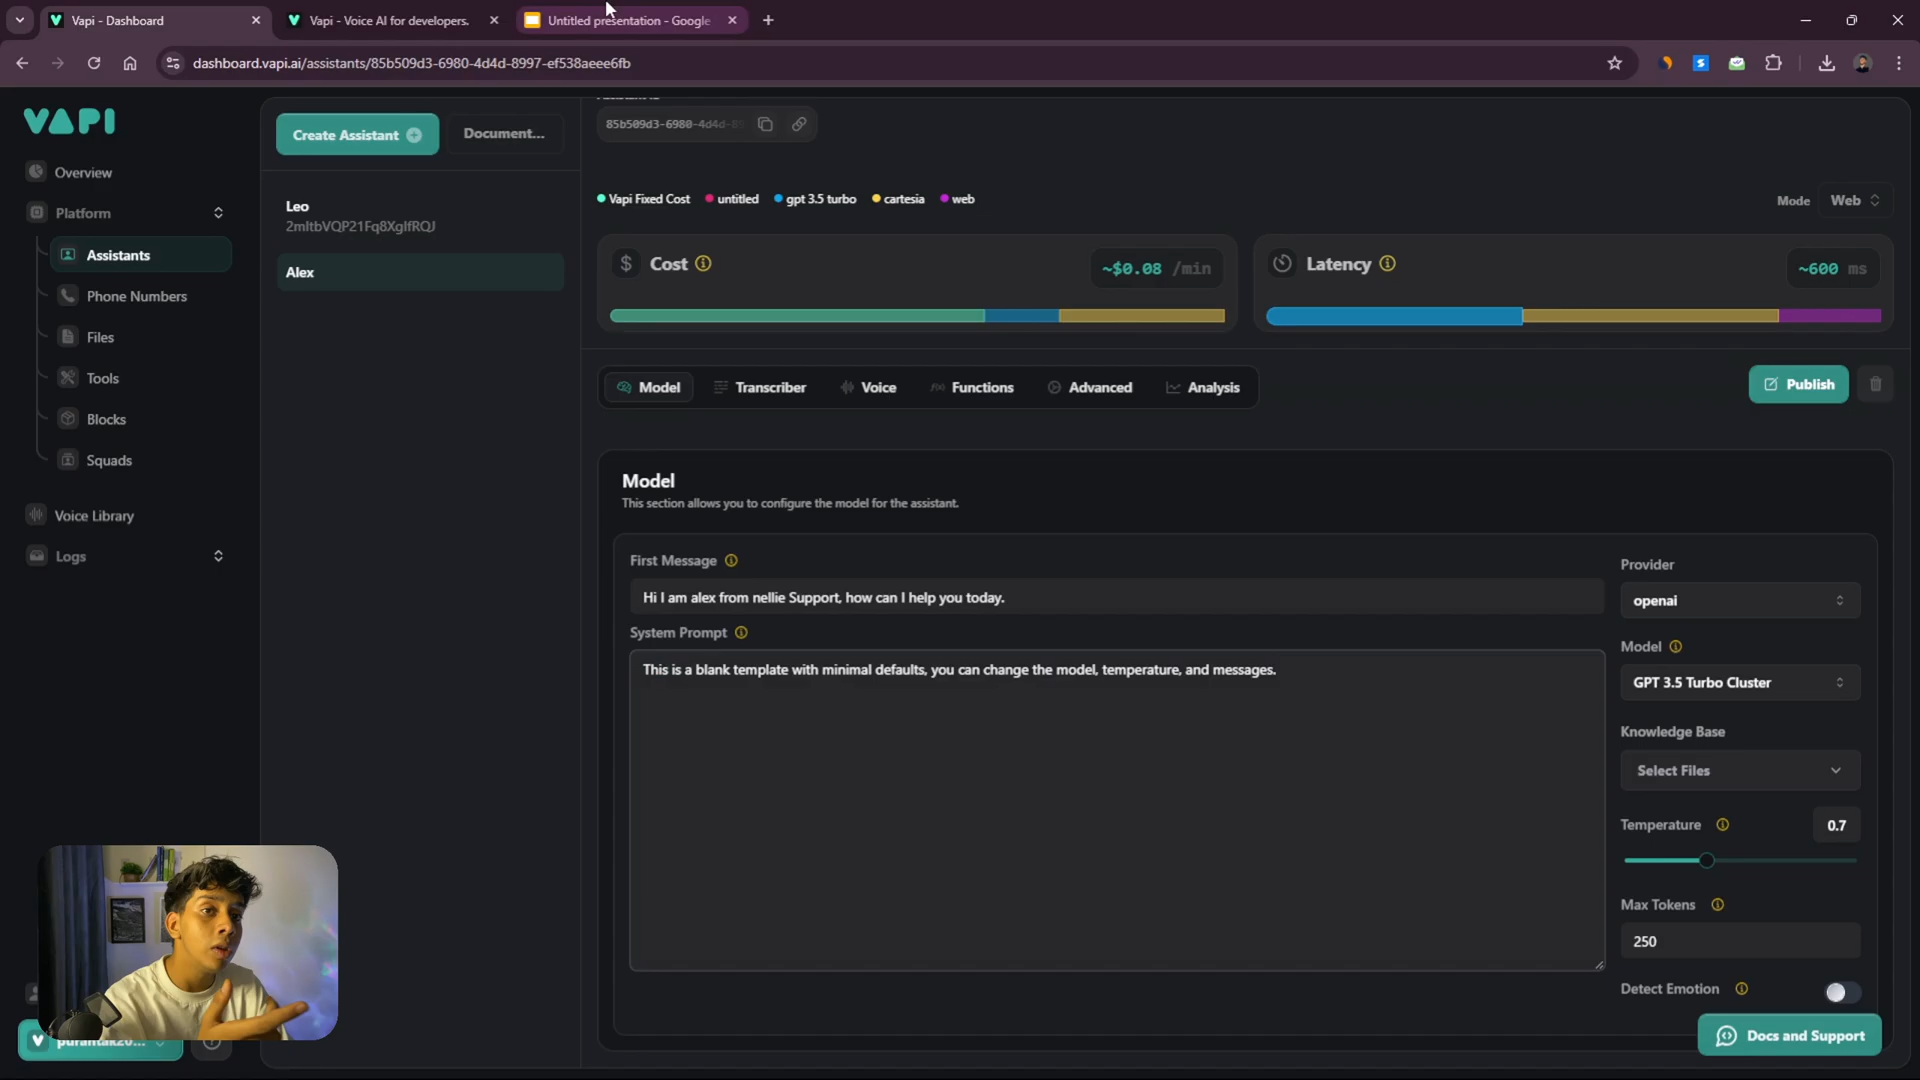 Vapi - Dashboard
Vapi - Voice AI for developers.
Untitled presentation - Google
dashboard.vapi.ai/assistants/85b509d3-6980-4d4d-8997-ef538aeee6fb
VAPI
Overview
Platform
Assistants
Phone Numbers
Files
Tools
Blocks
Squads
Voice Library
Logs
Create Assistant
Document...
Leo
2mltbVQP21Fq8XglfRQJ
Alex
85b509d3-6980-4d4d-8
Vapi Fixed Cost
untitled
gpt 3.5 turbo
cartesia
web
Mode
Web
Cost
~$0.08 /min
Latency
~600 ms
Model
Transcriber
Voice
Functions
Advanced
Analysis
Publish
Model
This section allows you to configure the model for the assistant.
First Message
Hi I am alex from nellie Support, how can I help you today.
System Prompt
This is a blank template with minimal defaults, you can change the model, temperature, and messages.
Provider
openai
Model
GPT 3.5 Turbo Cluster
Knowledge Base
Select Files
Temperature
0.7
Max Tokens
250
Detect Emotion
Docs and Support